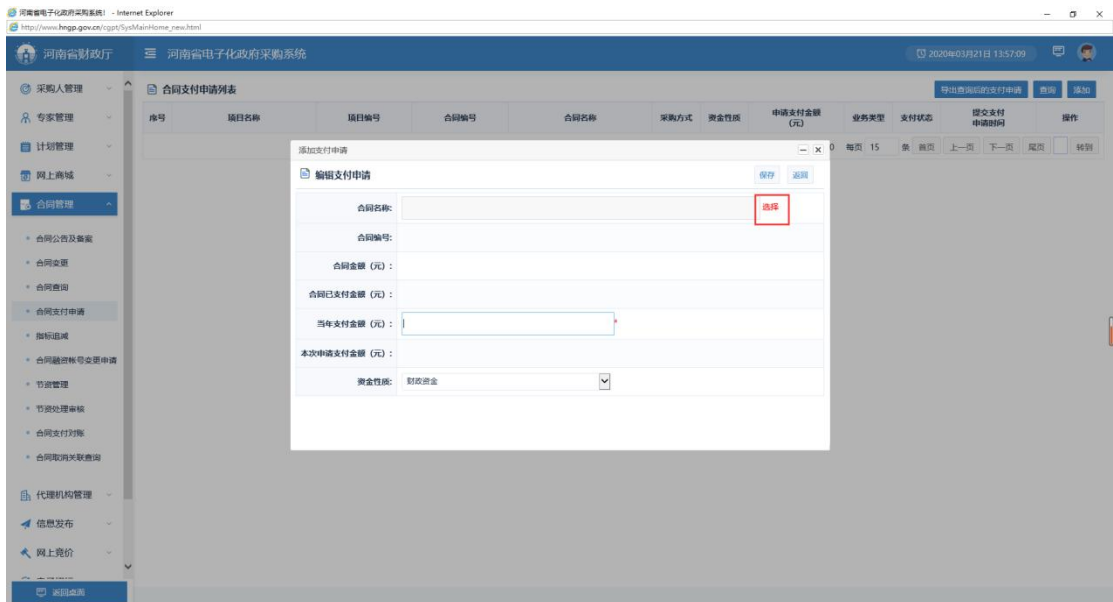 河南省电子化政府采购系统！ - Internet Explorer
http://www.hngp.gov.cn/cgpt/SysMainHome_new.html
河南省财政厅
河南省电子化政府采购系统
2020年03月21日 13:57:09
采购人管理
专家管理
计划管理
网上商城
合同管理
合同公告及备案
合同变更
合同查询
合同支付申请
指标追减
合同融资帐号变更申请
节资管理
节资处理审核
合同支付对账
合同取消关联查询
代理机构管理
信息发布
网上竞价
返回桌面
合同支付申请列表
导出查询后的支付申请 查询 添加
序号 项目名称 项目编号 合同编号 合同名称 采购方式 资金性质 申请支付金额(元) 业务类型 支付状态 提交支付申请时间 操作
0 每页 15 条 首页 上一页 下一页 尾页 转到
添加支付申请
编辑支付申请
保存 返回
合同名称: 选择
合同编号:
合同金额（元）:
合同已支付金额（元）:
当年支付金额（元）: *
本次申请支付金额（元）:
资金性质: 财政资金